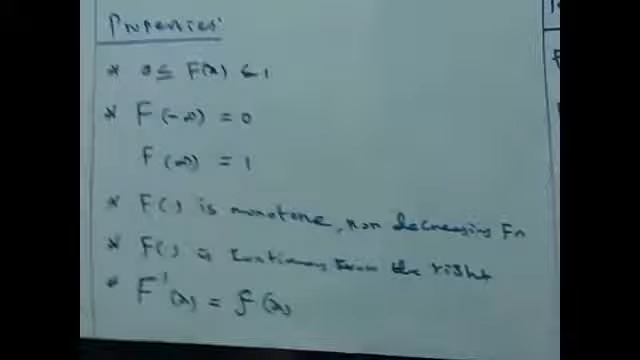 Properties:
* 0 ≤ F(x) ≤ 1
* F(-∞) = 0
F(∞) = 1
* F() is monotone, non decreasing Fn
* F() is continuous from the right
* F'(x) = f(x)